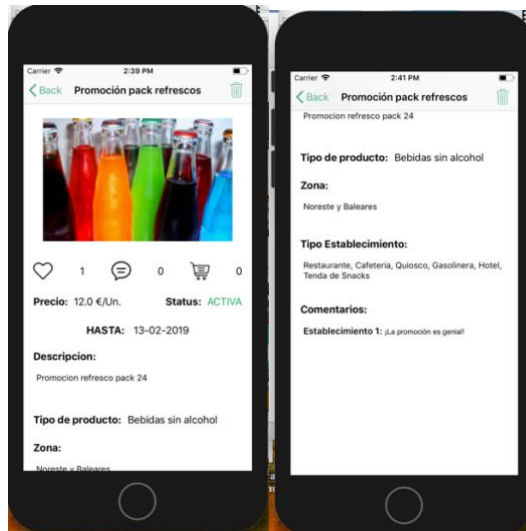 Carrier 2:39 PM
Back Promoción pack refrescos
1 0 0
Precio: 12.0 €/Un. Status: ACTIVA
HASTA: 13-02-2019
Descripcion:
Promocion refresco pack 24
Tipo de producto: Bebidas sin alcohol
Zona:
Noreste y Baleares
Carrier 2:41 PM
Back Promoción pack refrescos
Promocion refresco pack 24
Tipo de producto: Bebidas sin alcohol
Zona:
Noreste y Baleares
Tipo Establecimiento:
Restaurante, Cafeteria, Quiosco, Gasolinera, Hotel,
Tenda de Snacks
Comentarios:
Establecimiento 1: ¡La promoción es genial!